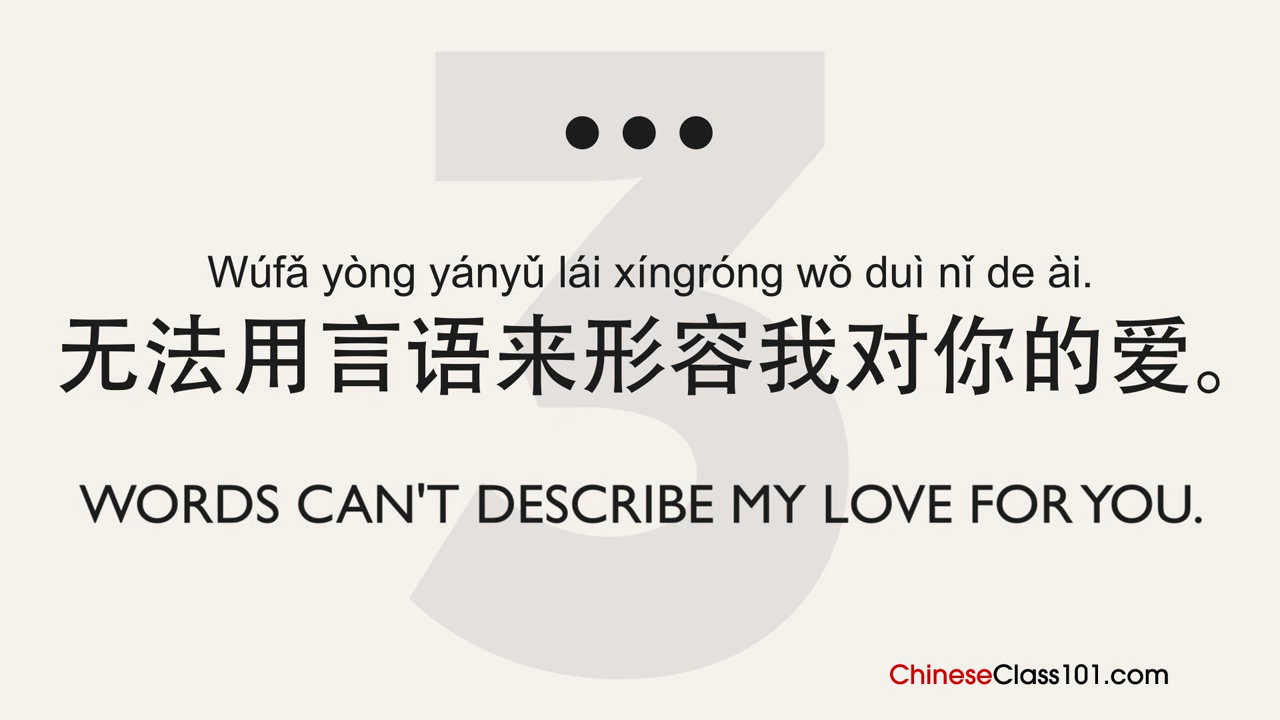 3
Wúfǎ yòng yányǔ lái xíngróng wǒ duì nǐ de ài.
无法用言语来形容我对你的爱。
WORDS CAN'T DESCRIBE MY LOVE FOR YOU.
ChineseClass101.com